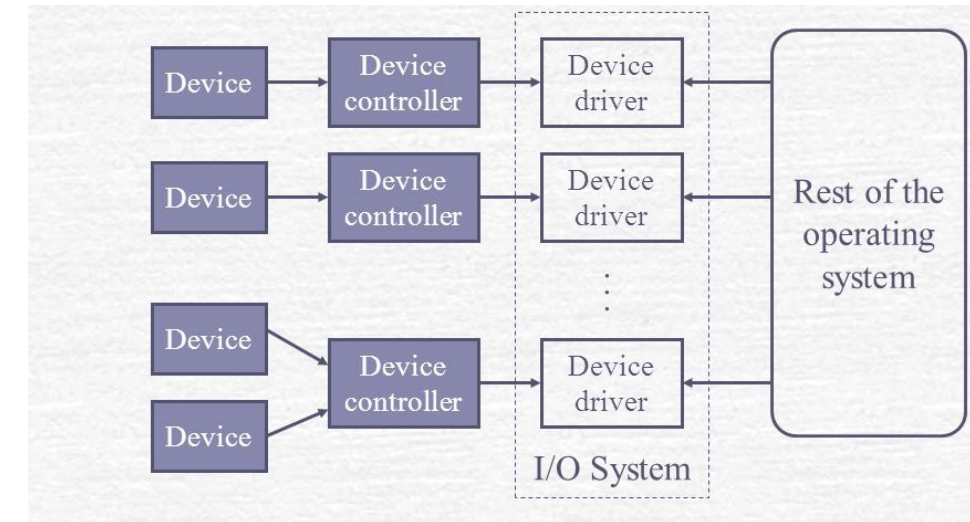 Device
Device
controller
Device
driver
Device
Device
controller
Device
driver
Rest of the
operating
system
Device
Device
controller
Device
driver
Device
I/O System